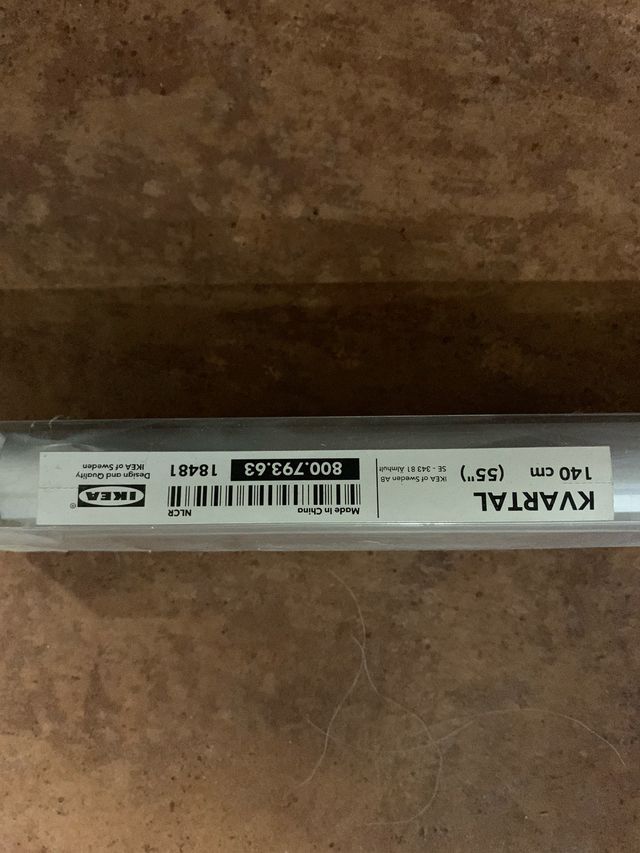 KVARTAL
140 cm (55")
IKEA of Sweden AB
SE - 343 81 Älmhult
Made in China NLCR
800.793.63 18481
IKEA ®
Design and Quality
IKEA of Sweden